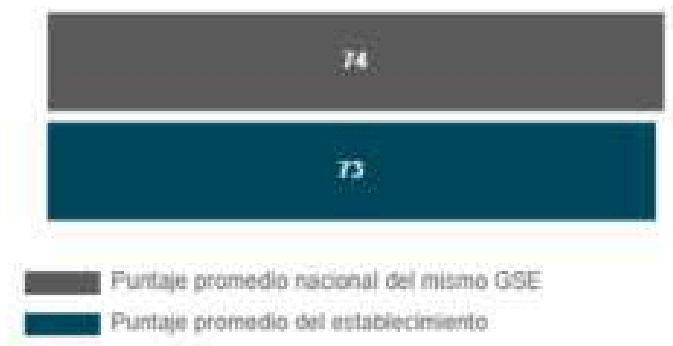 74
73
Puntaje promedio nacional del mismo GSE
Puntaje promedio del establecimiento